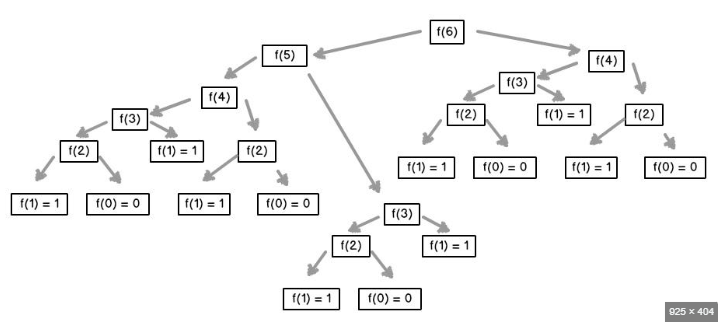 f(6)
f(5) f(4)
f(4) f(3)
f(3) f(2) f(1) = 1 f(2)
f(2) f(1) = 1 f(2)
f(1) = 1 f(0) = 0 f(1) = 1 f(0) = 0
f(1) = 1 f(0) = 0 f(1) = 1 f(0) = 0
f(3)
f(2) f(1) = 1
f(1) = 1 f(0) = 0
925 × 404